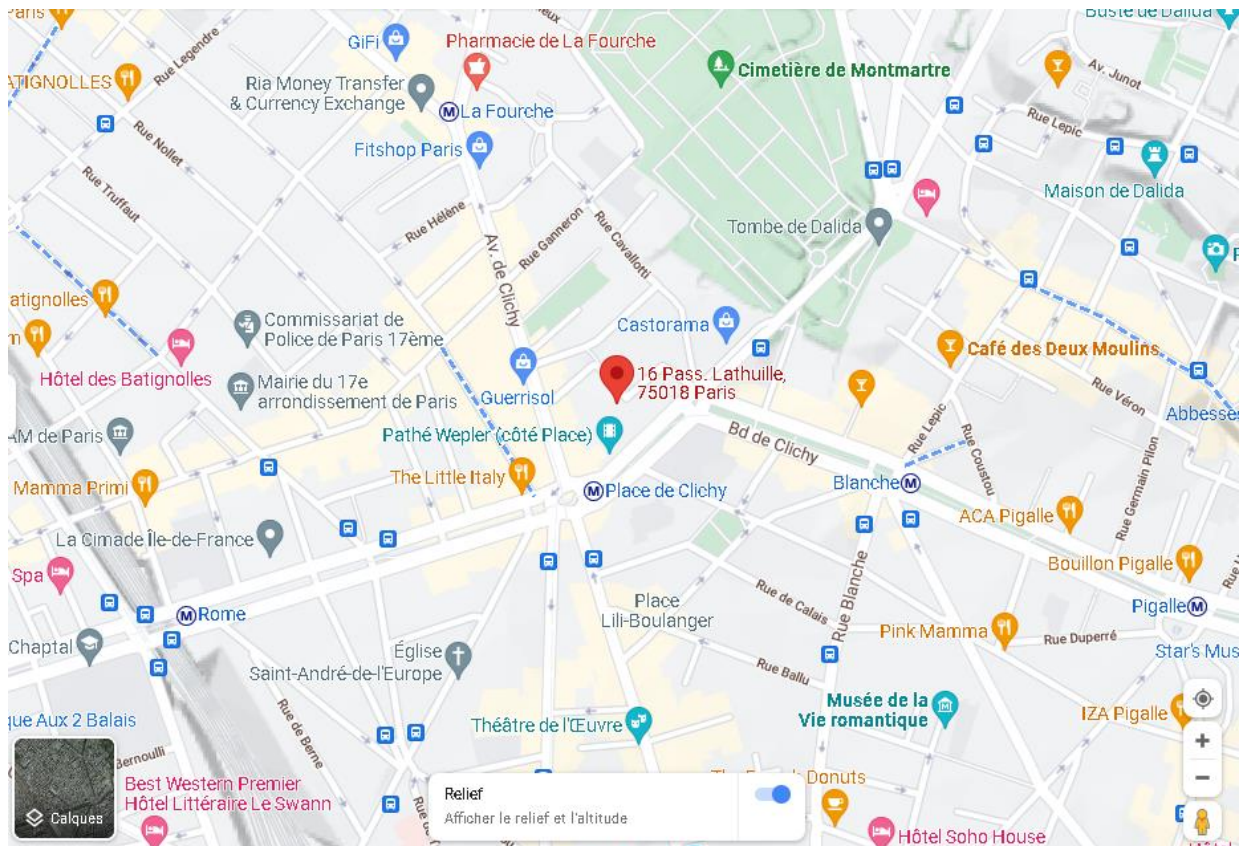 Paris
Buste de Dalida
GiFi
Pharmacie de La Fourche
Rue Legendre
Cimetière de Montmartre
Av. Junot
ATIGNOLLES
Ria Money Transfer
& Currency Exchange
La Fourche
Rue Lepic
Rue Nollet
Fitshop Paris
Rue Truffaut
Maison de Dalida
Rue Hélène
Rue Ganneron
Rue Cavallotti
Tombe de Dalida
Av. de Clichy
atignolles
Commissariat de
Police de Paris 17ème
Castorama
Café des Deux Moulins
Hôtel des Batignolles
Mairie du 17e
arrondissement de Paris
Guerrisol
16 Pass. Lathuille,
75018 Paris
Rue Véron
Abbesses
AM de Paris
Pathé Wepler (côté Place)
Bd de Clichy
Rue Lepic
Rue Coustou
Rue Germain Pilon
Mamma Primi
The Little Italy
Place de Clichy
Blanche
ACA Pigalle
La Cimade Île-de-France
Bouillon Pigalle
Spa
Rome
Place
Lili-Boulanger
Rue de Calais
Rue Blanche
Pigalle
Chaptal
Église
Saint-André-de-l'Europe
Pink Mamma
Rue Duperré
Star's Mus
Rue Ballu
Musée de la
Vie romantique
que Aux 2 Balais
Rue de Berne
Théâtre de l'Œuvre
IZA Pigalle
Bernoulli
Best Western Premier
Hôtel Littéraire Le Swann
Calques
Relief
Afficher le relief et l'altitude
Donuts
Hôtel Soho House